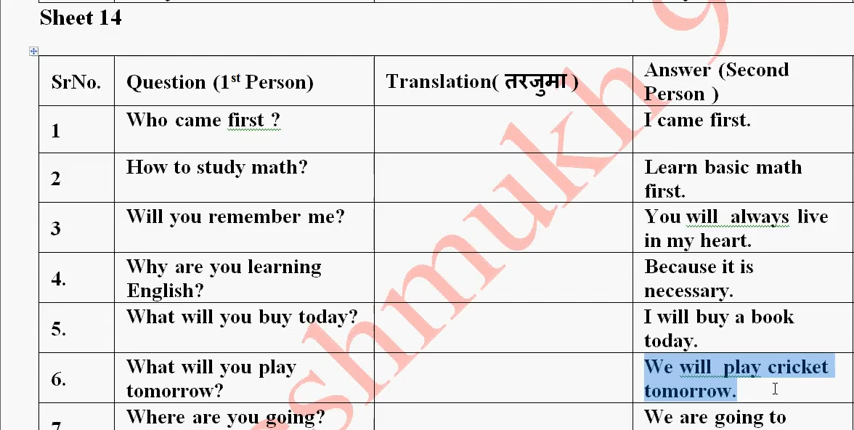 Sheet 14
SrNo. Question (1st Person) Translation( तरजुमा ) Answer (Second
Person )
1 Who came first ? I came first.
2 How to study math? Learn basic math
first.
3 Will you remember me? You will always live
in my heart.
4. Why are you learning Because it is
English? necessary.
5. What will you buy today? I will buy a book
today.
6. What will you play We will play cricket
tomorrow? tomorrow.
7 Where are you going? We are going to
shmukh 9